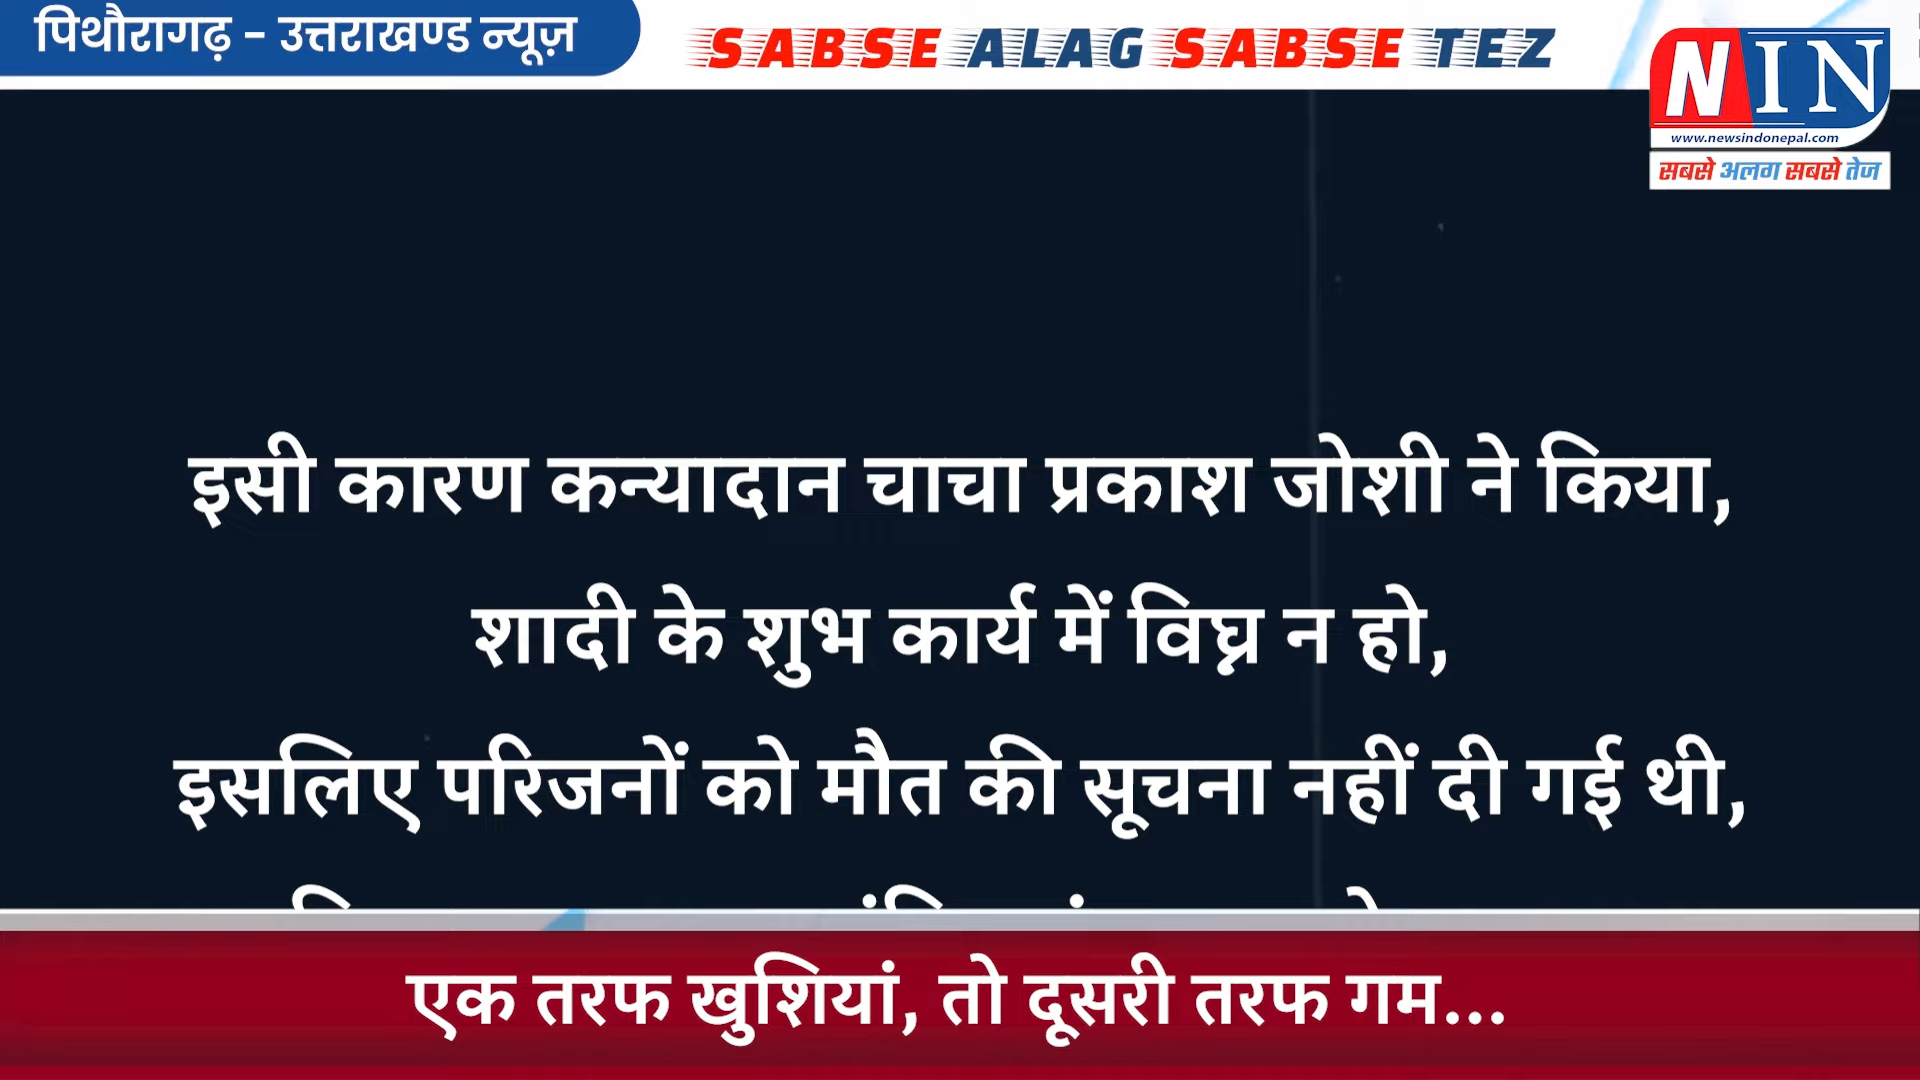 पिथौरागढ़ - उत्तराखण्ड न्यूज़
SABSE ALAG SABSE TEZ
NIN
www.newsindonepal.com
सबसे अलग सबसे तेज
इसी कारण कन्यादान चाचा प्रकाश जोशी ने किया,
शादी के शुभ कार्य में विघ्न न हो,
इसलिए परिजनों को मौत की सूचना नहीं दी गई थी,
एक तरफ खुशियां, तो दूसरी तरफ गम...